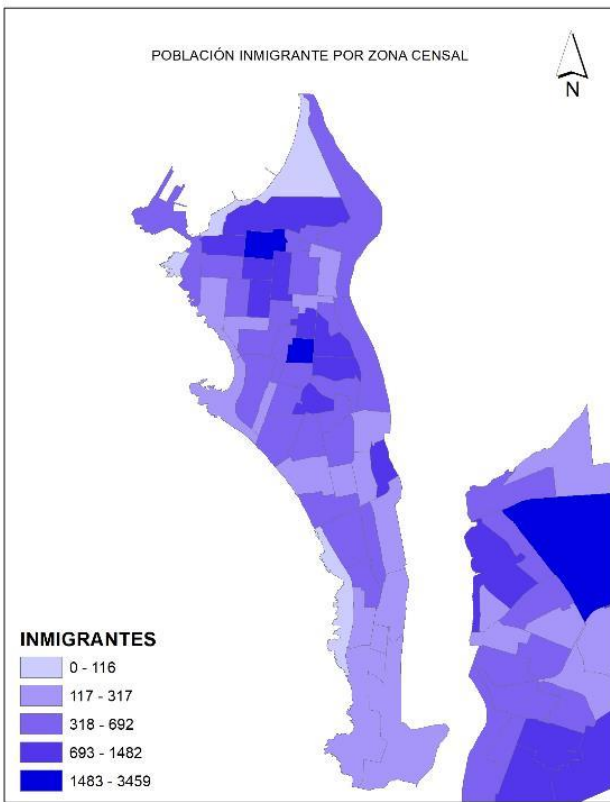 POBLACIÓN INMIGRANTE POR ZONA CENSAL
N
INMIGRANTES
0 - 116
117 - 317
318 - 692
693 - 1482
1483 - 3459